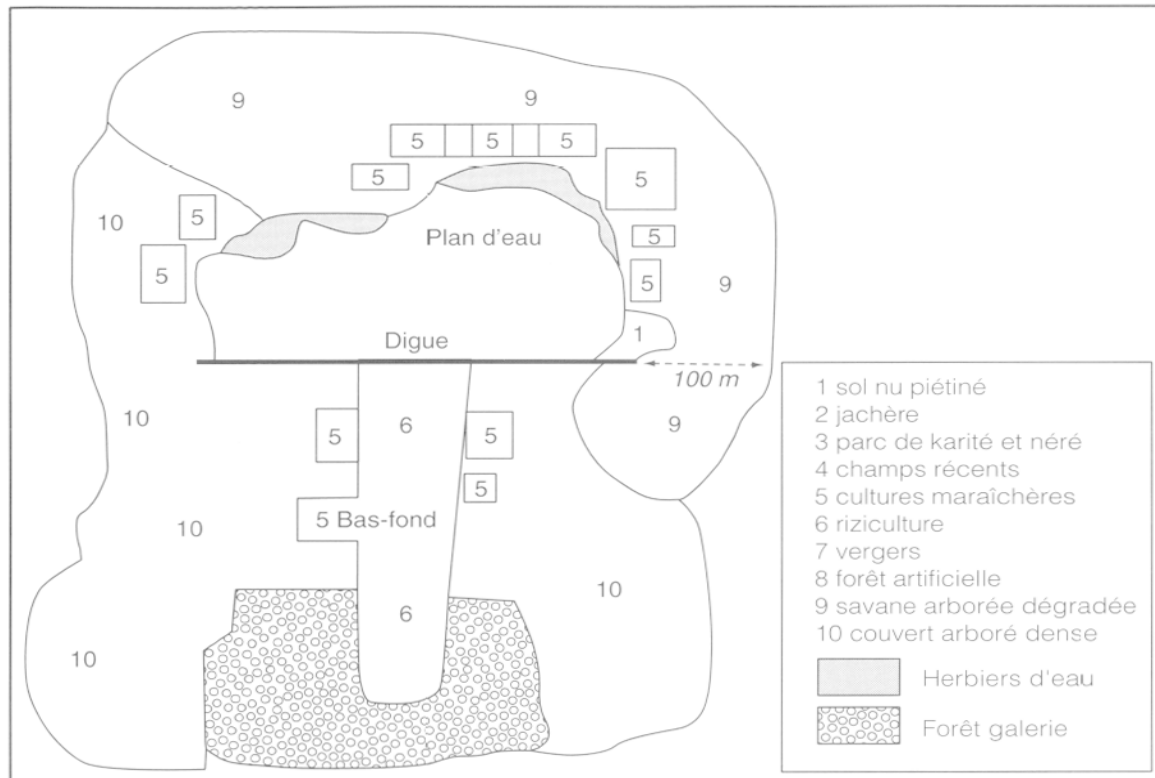 9
9
5
5
5
5
5
5
10
5
Plan d'eau
5
5
5
9
1
Digue
100 m
10
6
5
5
9
5
5 Bas-fond
10
10
6
10
1 sol nu piétiné
2 jachère
3 parc de karité et néré
4 champs récents
5 cultures maraîchères
6 riziculture
7 vergers
8 forêt artificielle
9 savane arborée dégradée
10 couvert arboré dense
Herbiers d'eau
Forêt galerie